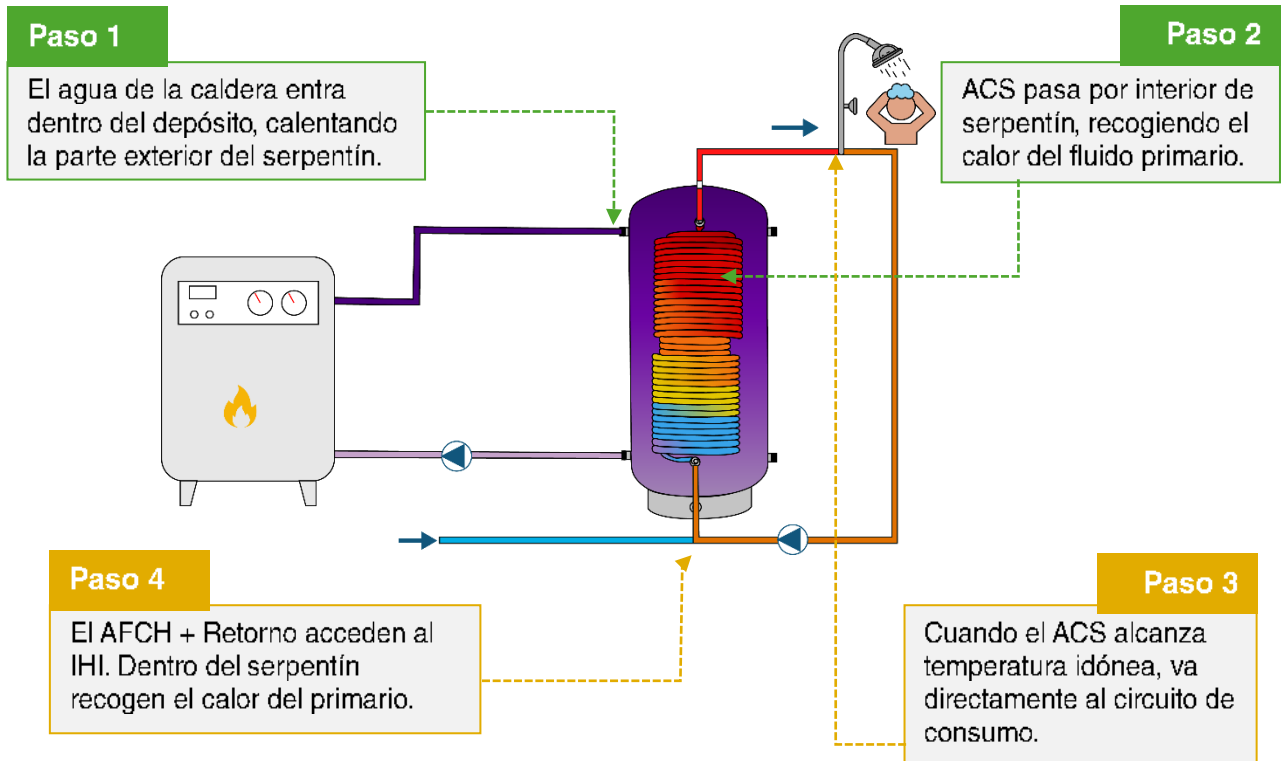 Paso 1
El agua de la caldera entra
dentro del depósito, calentando
la parte exterior del serpentín.
Paso 2
ACS pasa por interior de
serpentín, recogiendo el
calor del fluido primario.
Paso 4
El AFCH + Retorno acceden al
IHI. Dentro del serpentín
recogen el calor del primario.
Paso 3
Cuando el ACS alcanza
temperatura idónea, va
directamente al circuito de
consumo.